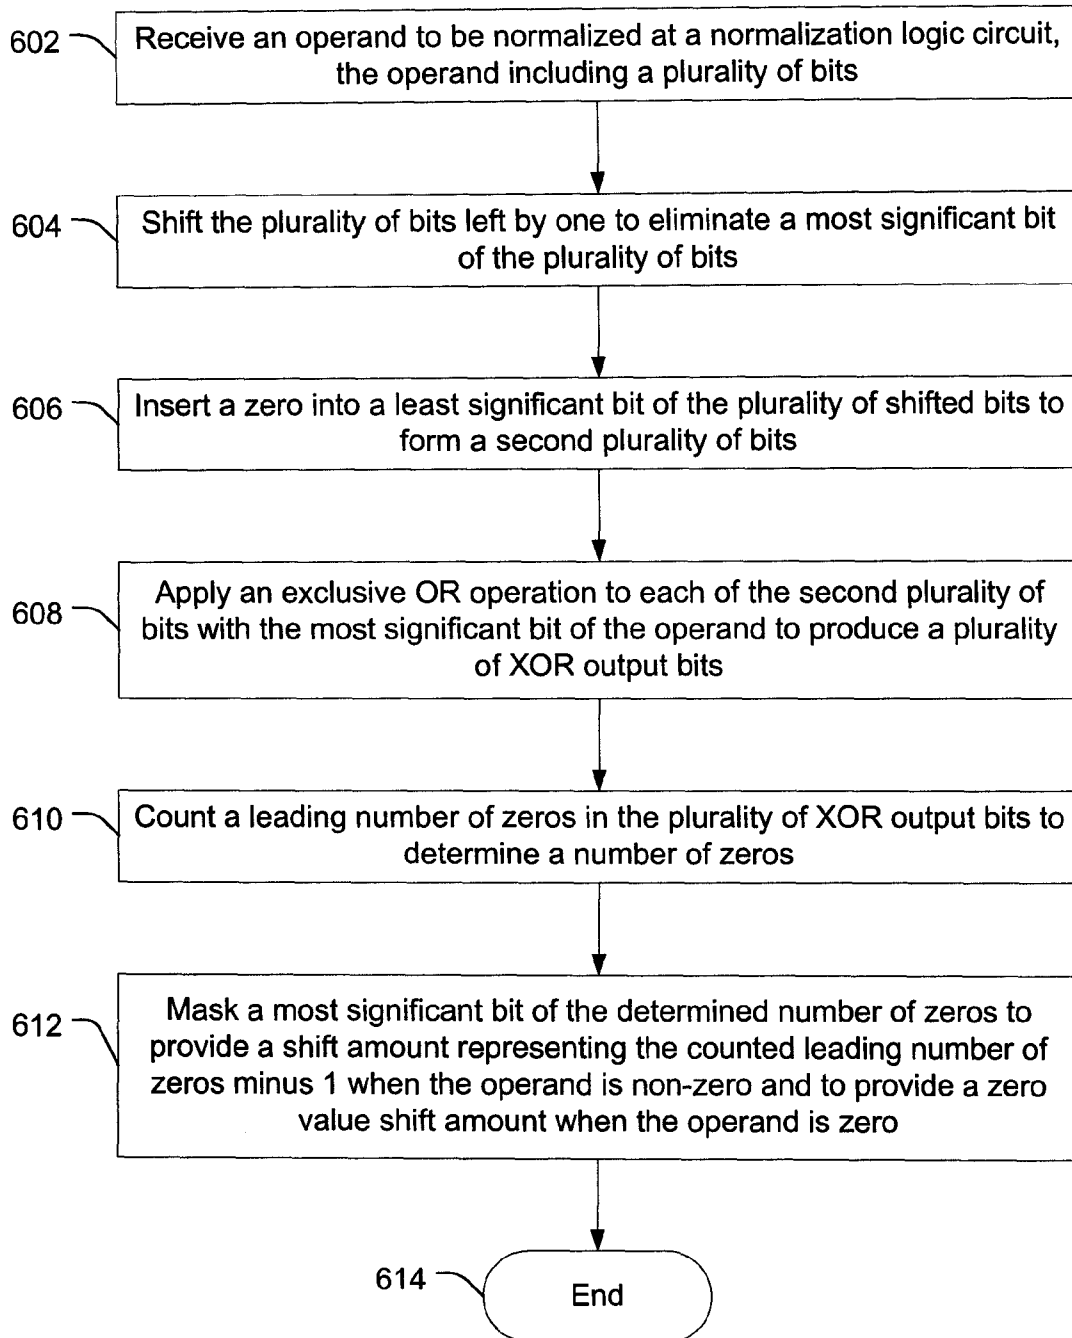 602
Receive an operand to be normalized at a normalization logic circuit,
the operand including a plurality of bits
604
Shift the plurality of bits left by one to eliminate a most significant bit
of the plurality of bits
606
Insert a zero into a least significant bit of the plurality of shifted bits to
form a second plurality of bits
608
Apply an exclusive OR operation to each of the second plurality of
bits with the most significant bit of the operand to produce a plurality
of XOR output bits
610
Count a leading number of zeros in the plurality of XOR output bits to
determine a number of zeros
612
Mask a most significant bit of the determined number of zeros to
provide a shift amount representing the counted leading number of
zeros minus 1 when the operand is non-zero and to provide a zero
value shift amount when the operand is zero
614
End